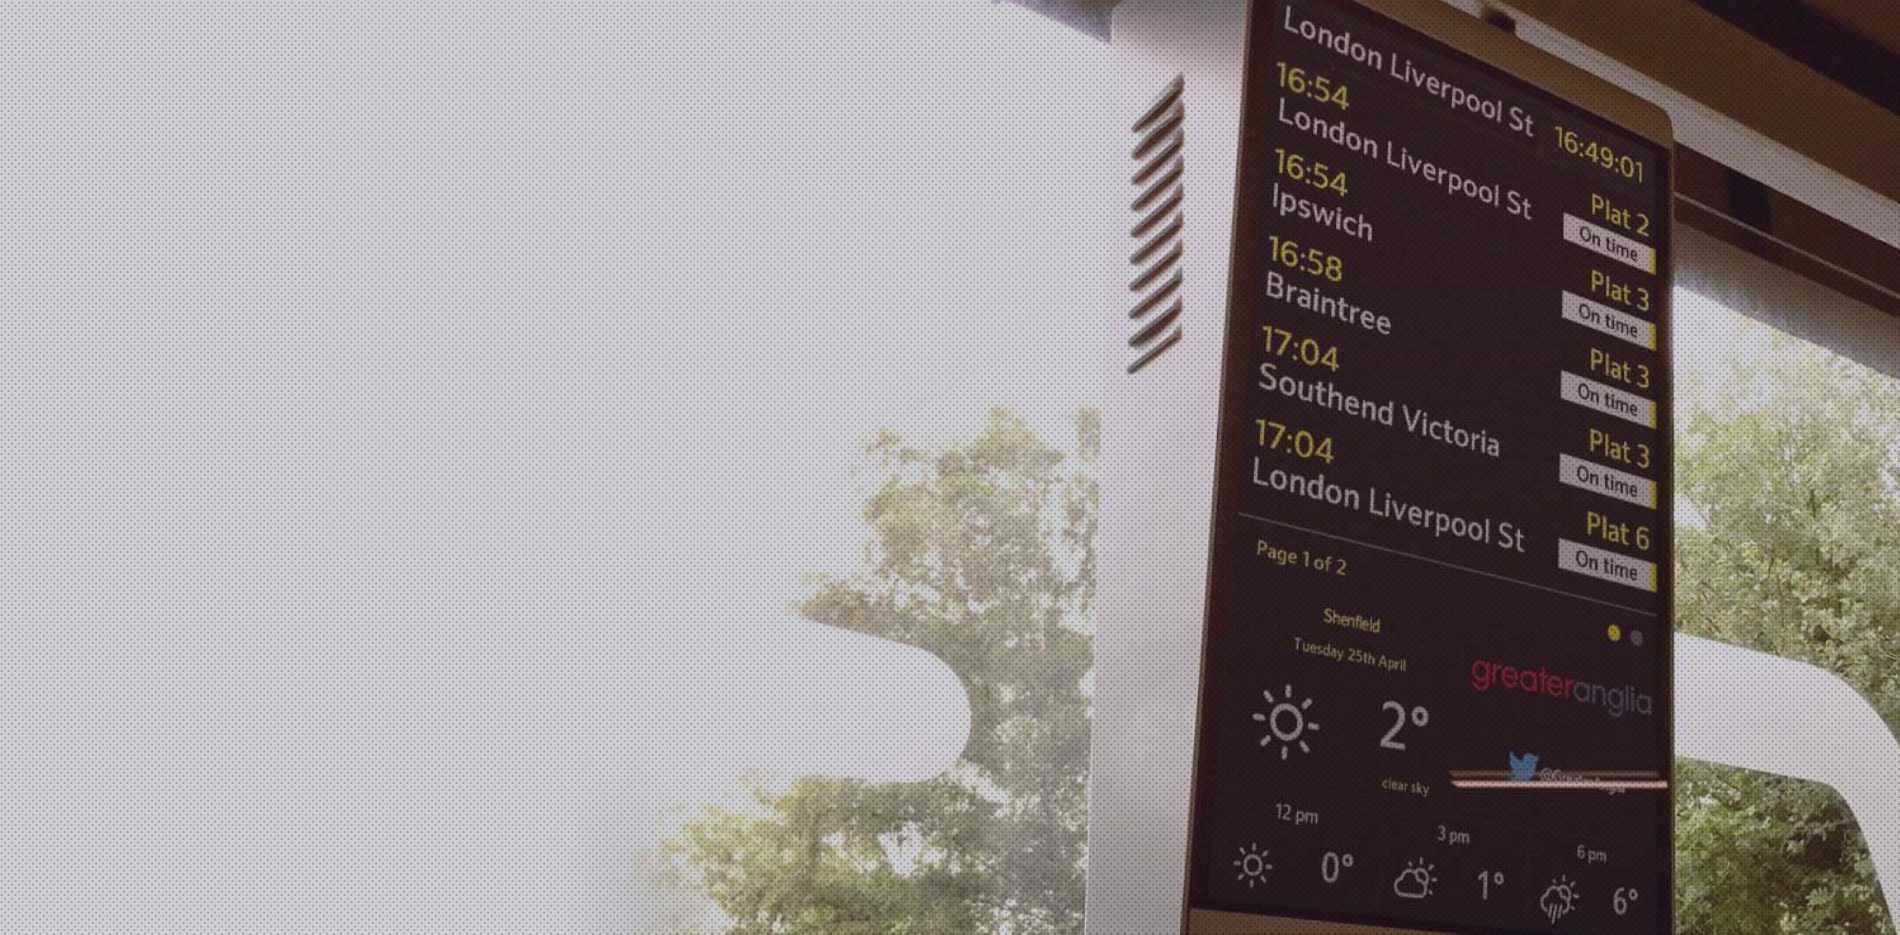 London Liverpool St 16:49:01
16:54 Plat 2
London Liverpool St On time
16:54 Plat 3
Ipswich On time
16:58 Plat 3
Braintree On time
17:04 Plat 3
Southend Victoria On time
17:04 Plat 6
London Liverpool St On time
Page 1 of 2
Shenfield
Tuesday 25th April
greateranglia
2°
clear sky
12 pm 3 pm 6 pm
0° 1° 6°